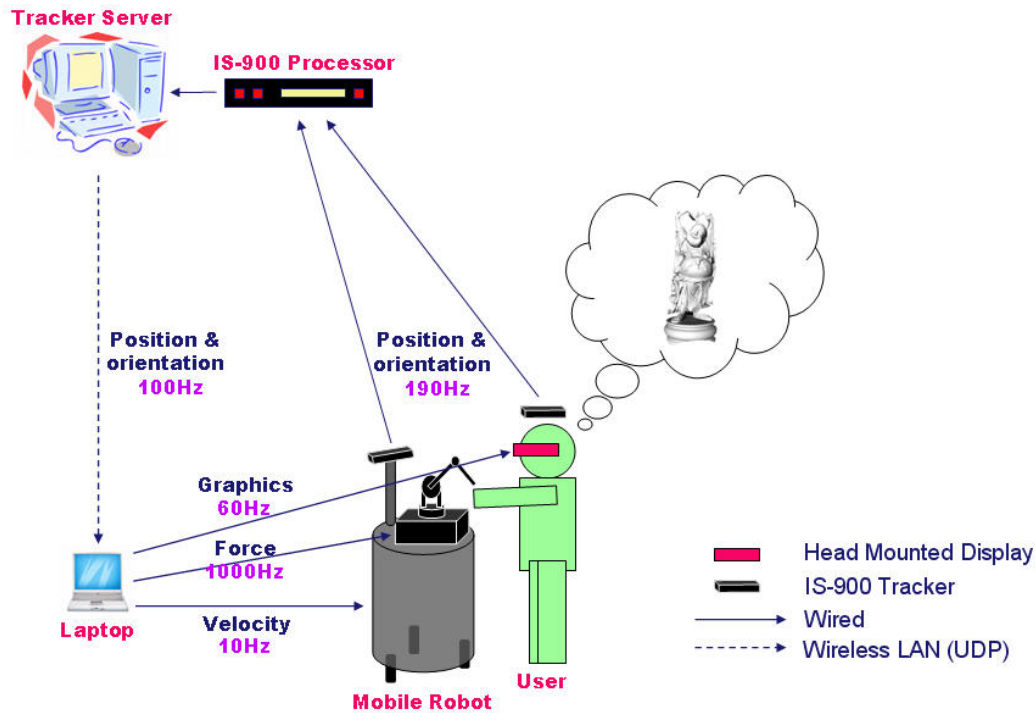 Tracker Server
IS-900 Processor
Position &
orientation
100Hz
Position &
orientation
190Hz
Graphics
60Hz
Force
1000Hz
Velocity
10Hz
Laptop
Mobile Robot
User
Head Mounted Display
IS-900 Tracker
Wired
Wireless LAN (UDP)